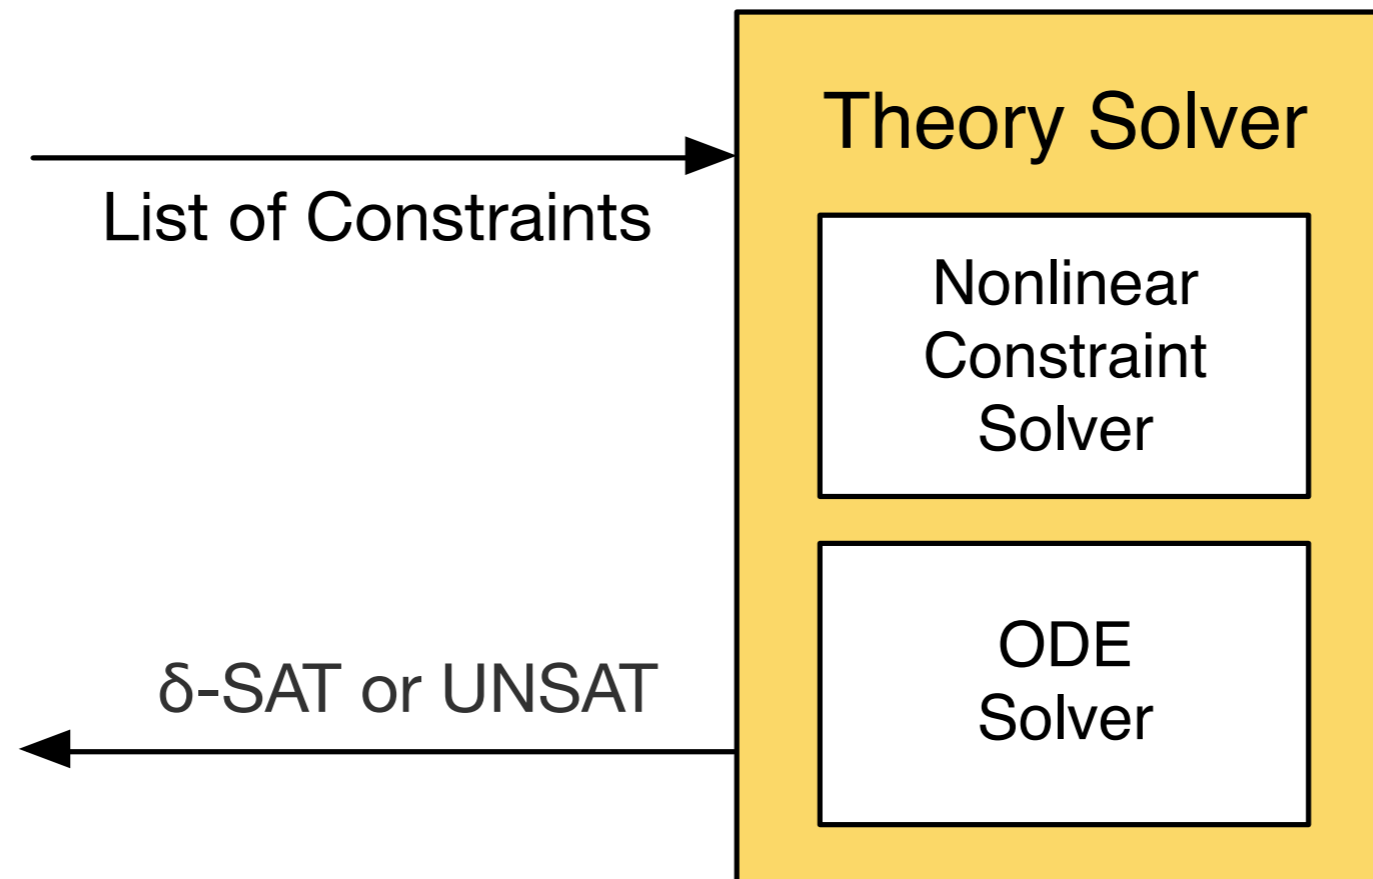 Theory Solver
List of Constraints
Nonlinear
Constraint
Solver
δ-SAT or UNSAT
ODE
Solver